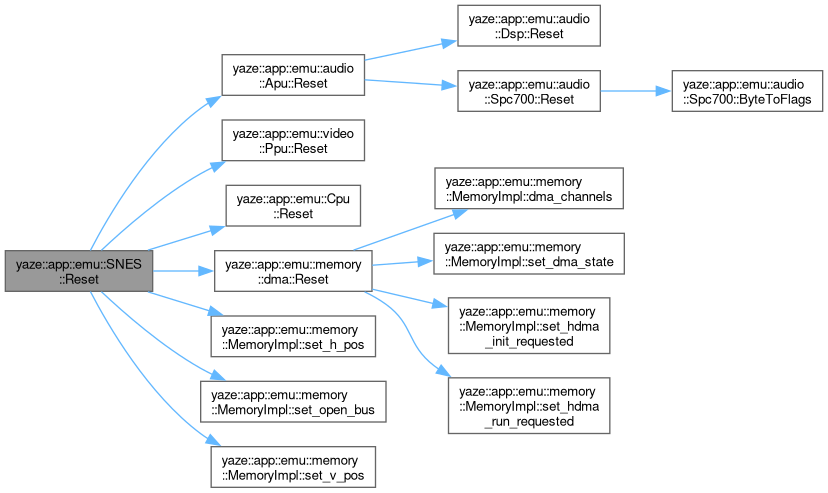 yaze::app::emu::SNES
::Reset
yaze::app::emu::audio
::Apu::Reset
yaze::app::emu::audio
::Dsp::Reset
yaze::app::emu::audio
::Spc700::Reset
yaze::app::emu::audio
::Spc700::ByteToFlags
yaze::app::emu::video
::Ppu::Reset
yaze::app::emu::Cpu
::Reset
yaze::app::emu::memory
::dma::Reset
yaze::app::emu::memory
::MemoryImpl::dma_channels
yaze::app::emu::memory
::MemoryImpl::set_dma_state
yaze::app::emu::memory
::MemoryImpl::set_hdma
_init_requested
yaze::app::emu::memory
::MemoryImpl::set_hdma
_run_requested
yaze::app::emu::memory
::MemoryImpl::set_h_pos
yaze::app::emu::memory
::MemoryImpl::set_open_bus
yaze::app::emu::memory
::MemoryImpl::set_v_pos